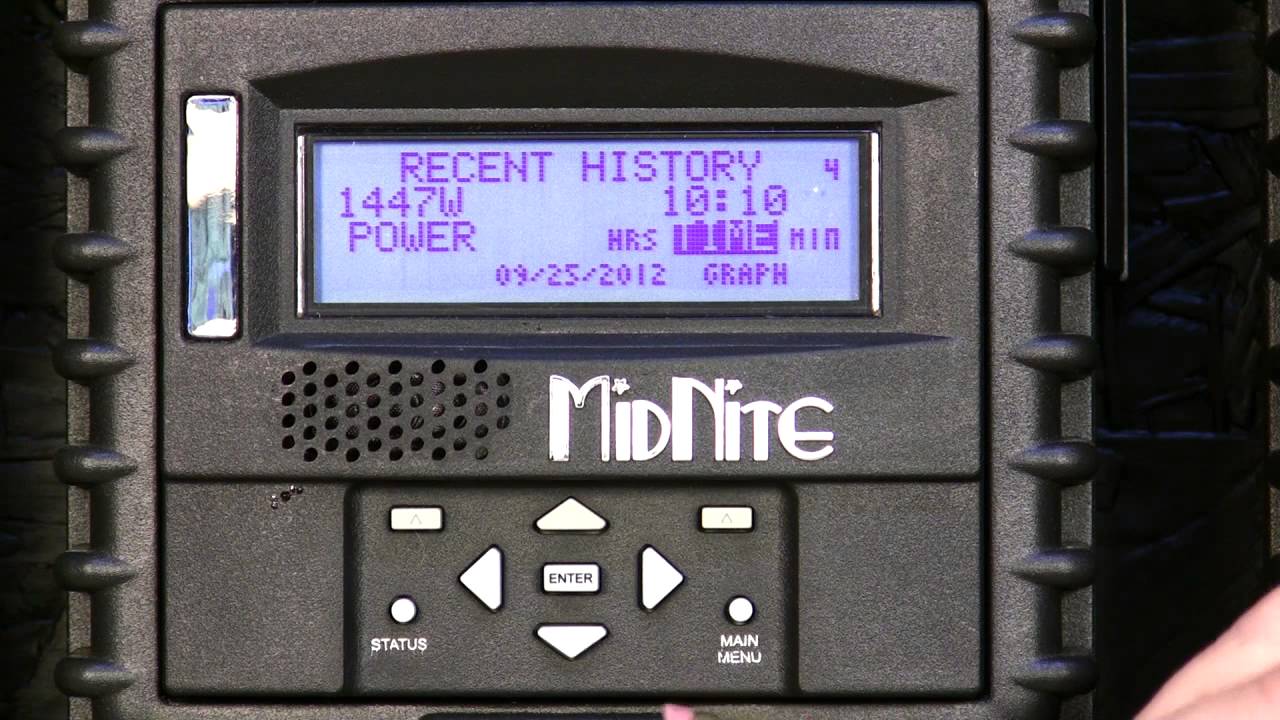 RECENT HISTORY 4
1447W 10:10
POWER HRS TIME MIN
09/25/2012 GRAPH
MIDNITE
ENTER
STATUS
MAIN
MENU